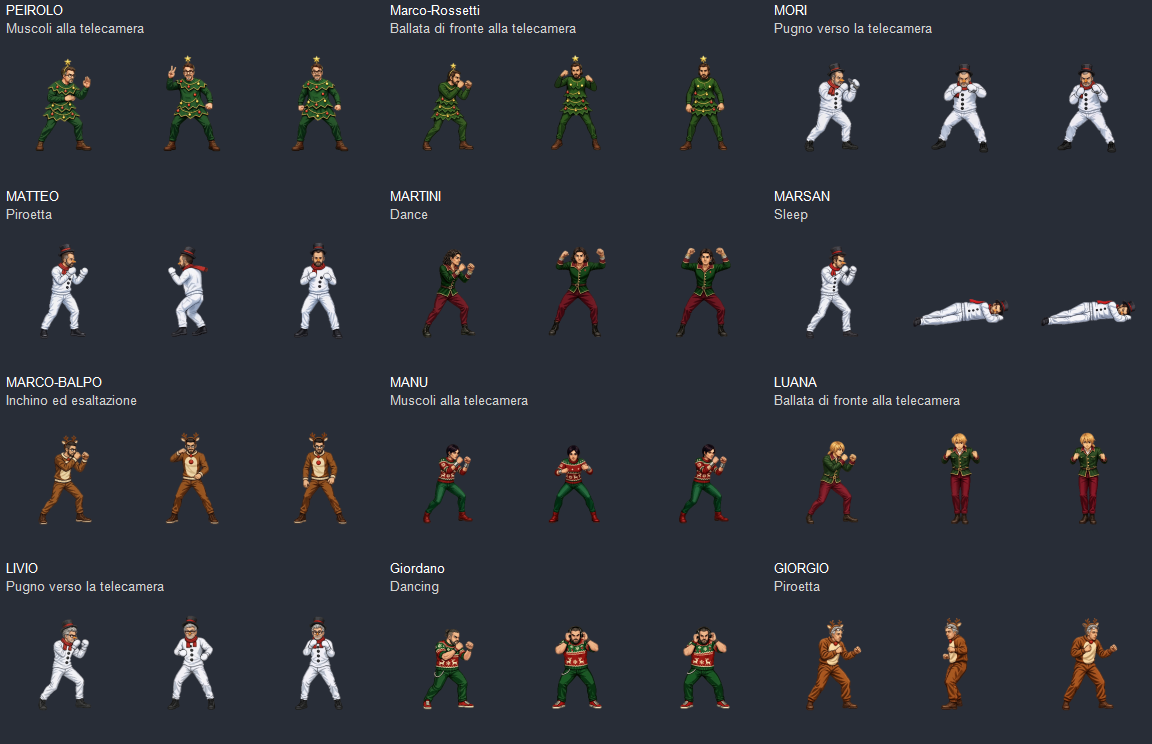 PEIROLO
Muscoli alla telecamera
Marco-Rossetti
Ballata di fronte alla telecamera
MORI
Pugno verso la telecamera
MATTEO
Piroetta
MARTINI
Dance
MARSAN
Sleep
MARCO-BALPO
Inchino ed esaltazione
MANU
Muscoli alla telecamera
LUANA
Ballata di fronte alla telecamera
LIVIO
Pugno verso la telecamera
Giordano
Dancing
GIORGIO
Piroetta